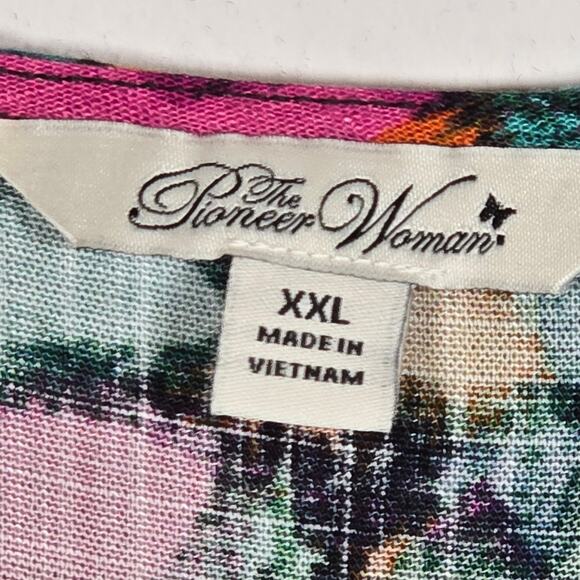 The
Pioneer Woman
XXL
MADE IN
VIETNAM